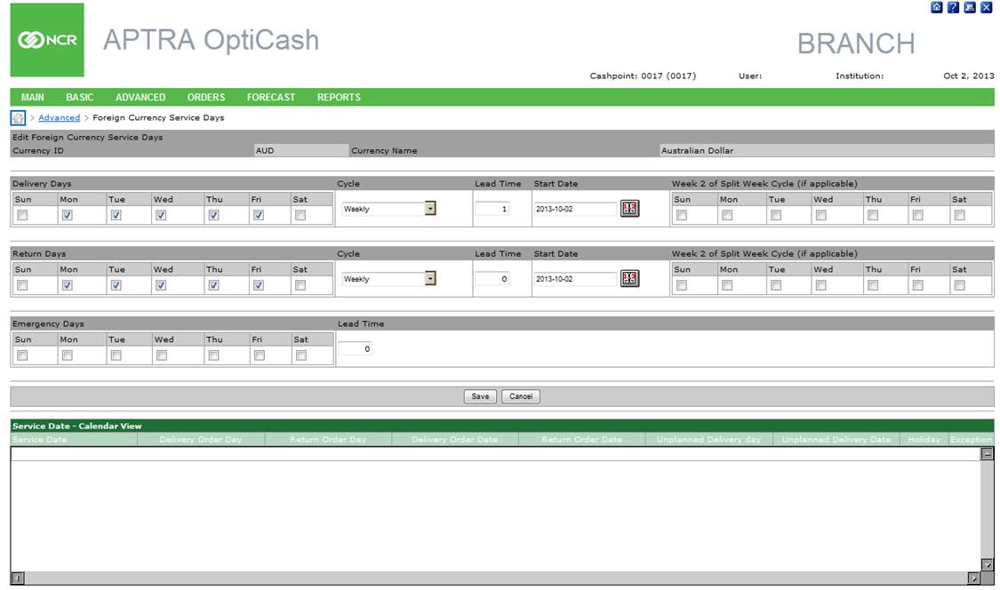 NCR APTRA OptiCash BRANCH
Cashpoint: 0017 (0017) User: Institution: Oct 2, 2013
MAIN BASIC ADVANCED ORDERS FORECAST REPORTS
> Advanced > Foreign Currency Service Days
Edit Foreign Currency Service Days
Currency ID AUD Currency Name Australian Dollar
Delivery Days Cycle Lead Time Start Date Week 2 of Split Week Cycle (if applicable)
Sun Mon Tue Wed Thu Fri Sat Sun Mon Tue Wed Thu Fri Sat
Weekly 1 2013-10-02
Return Days Cycle Lead Time Start Date Week 2 of Split Week Cycle (if applicable)
Sun Mon Tue Wed Thu Fri Sat Sun Mon Tue Wed Thu Fri Sat
Weekly 0 2013-10-02
Emergency Days Lead Time
Sun Mon Tue Wed Thu Fri Sat
0
Save Cancel
Service Date - Calendar View
Service Date Delivery Order Day Return Order Day Delivery Order Date Return Order Date Unplanned Delivery day Unplanned Delivery Date Holiday Exception